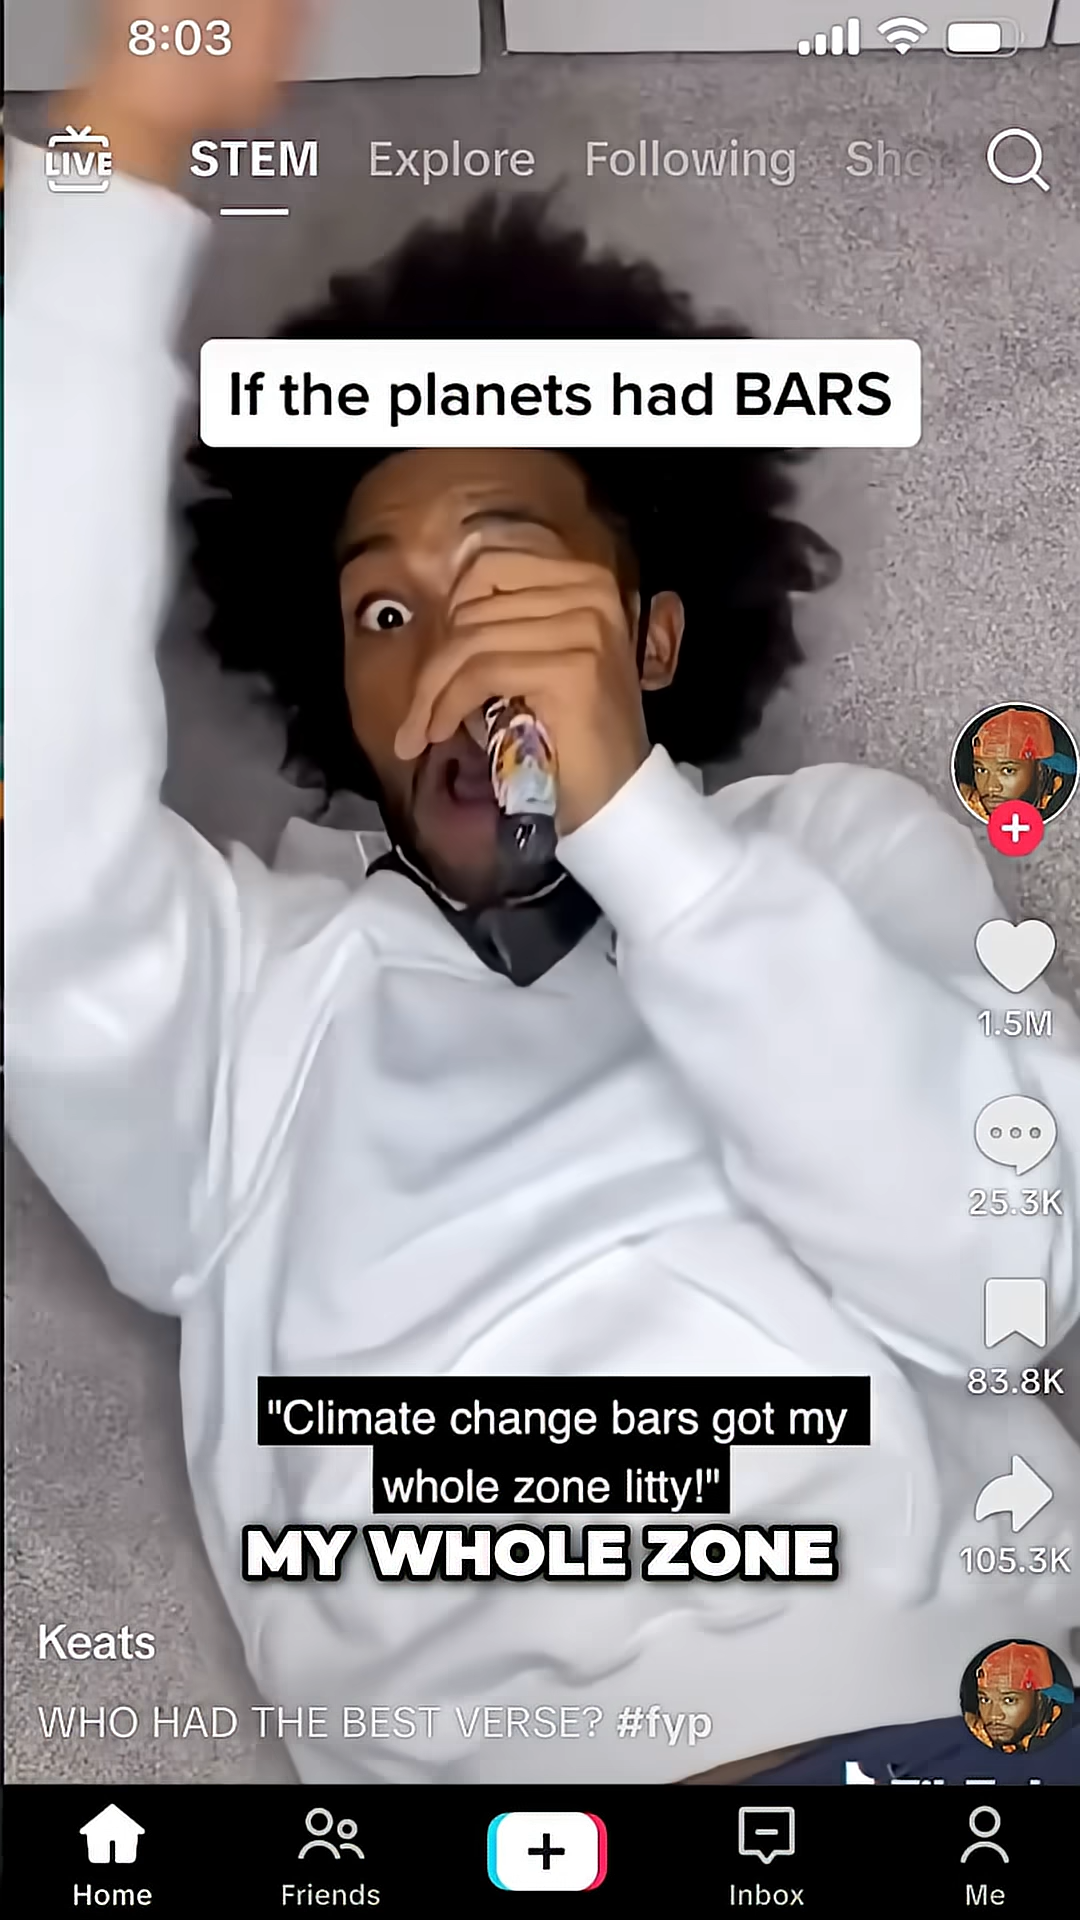 8:03
LIVE
STEM Explore Following Sho
If the planets had BARS
1.5M
25.3K
83.8K
"Climate change bars got my
whole zone litty!"
MY WHOLE ZONE
105.3K
Keats
WHO HAD THE BEST VERSE? #fyp
Home Friends Inbox Me